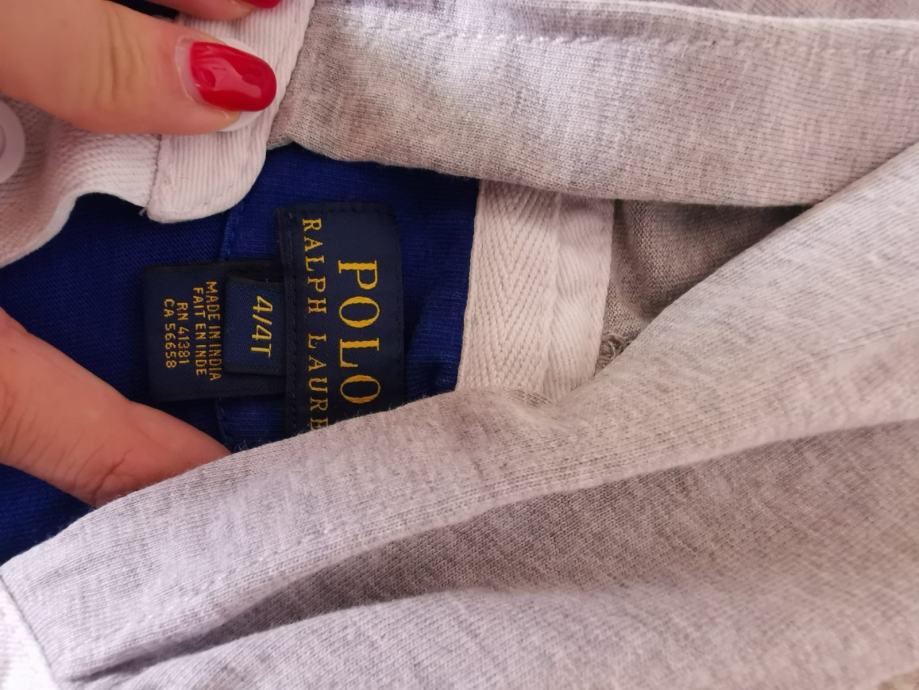 POLO
RALPH LAURE
4/4T
MADE IN INDIA
FAIT EN INDE
RN 41381
CA 56658